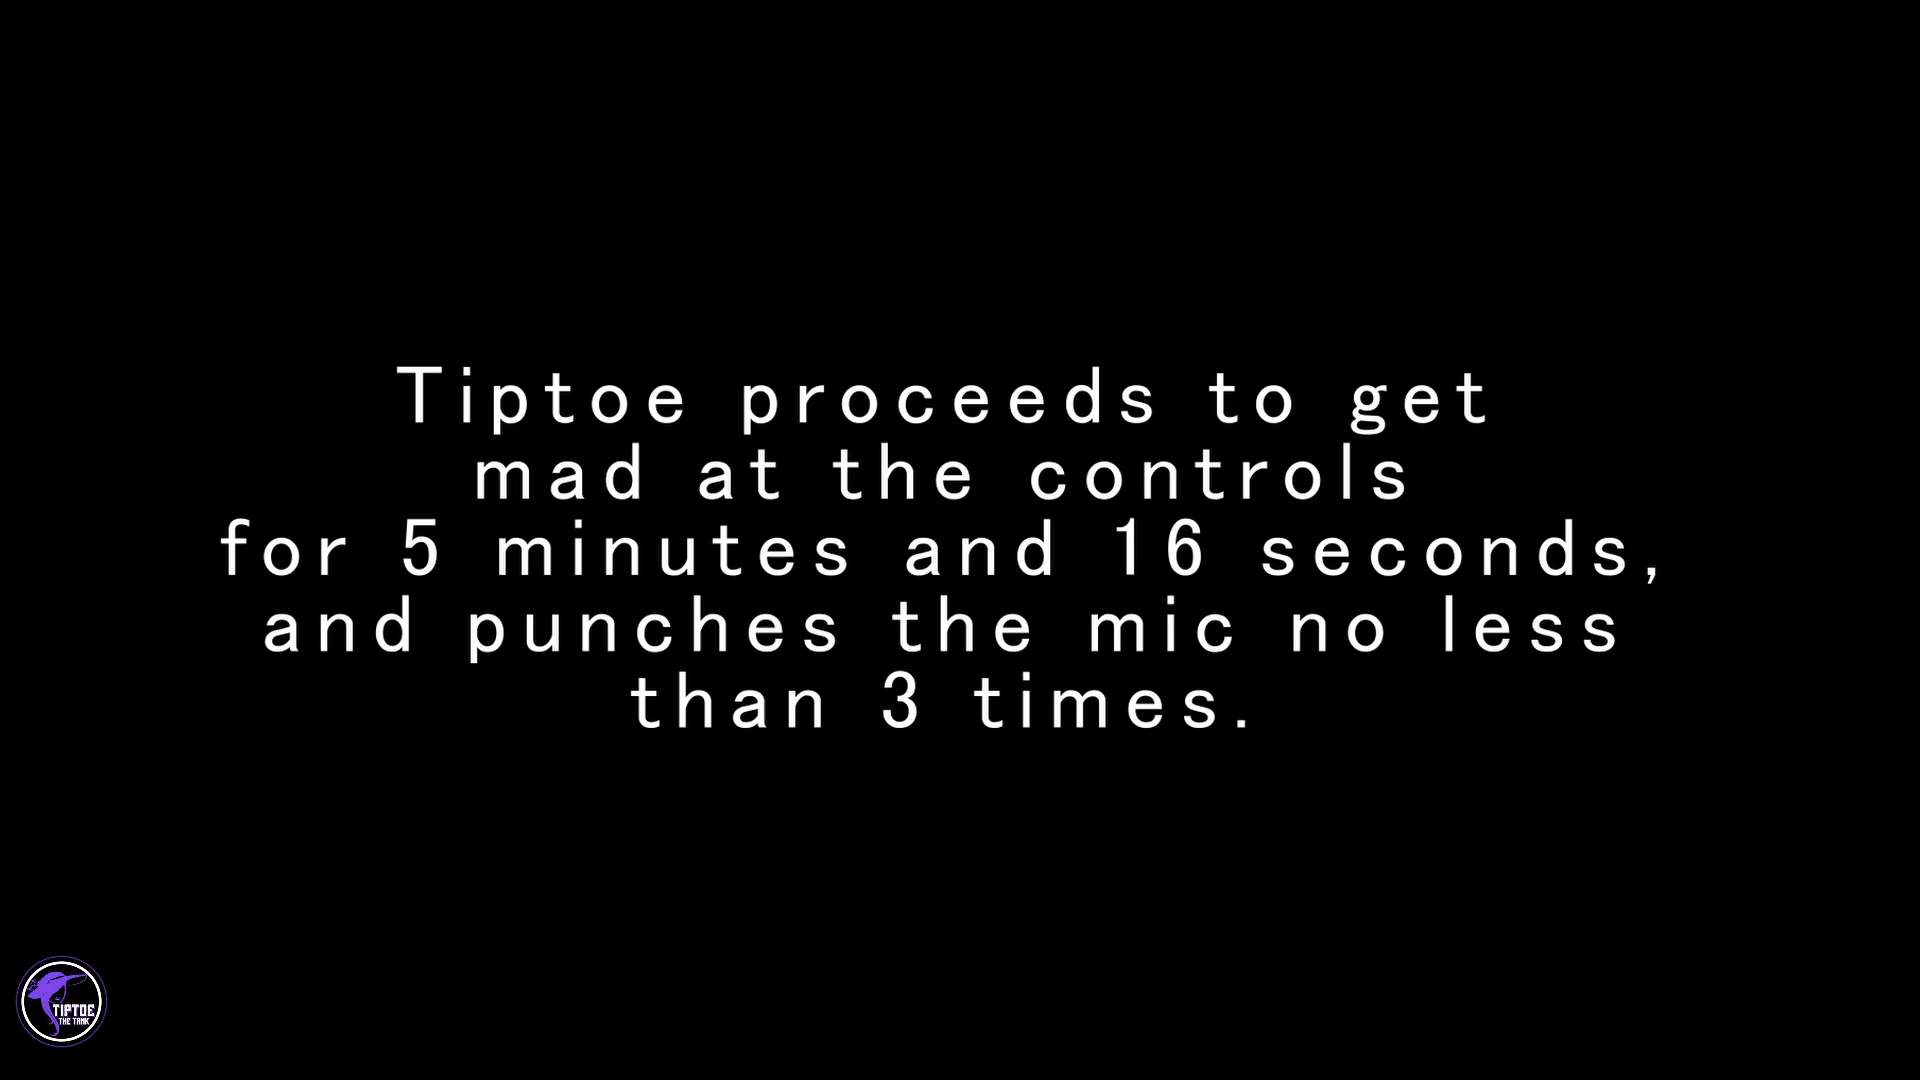 Tiptoe proceeds to get
mad at the controls
for 5 minutes and 16 seconds,
and punches the mic no less
than 3 times.
TIPTOE
THE TANK